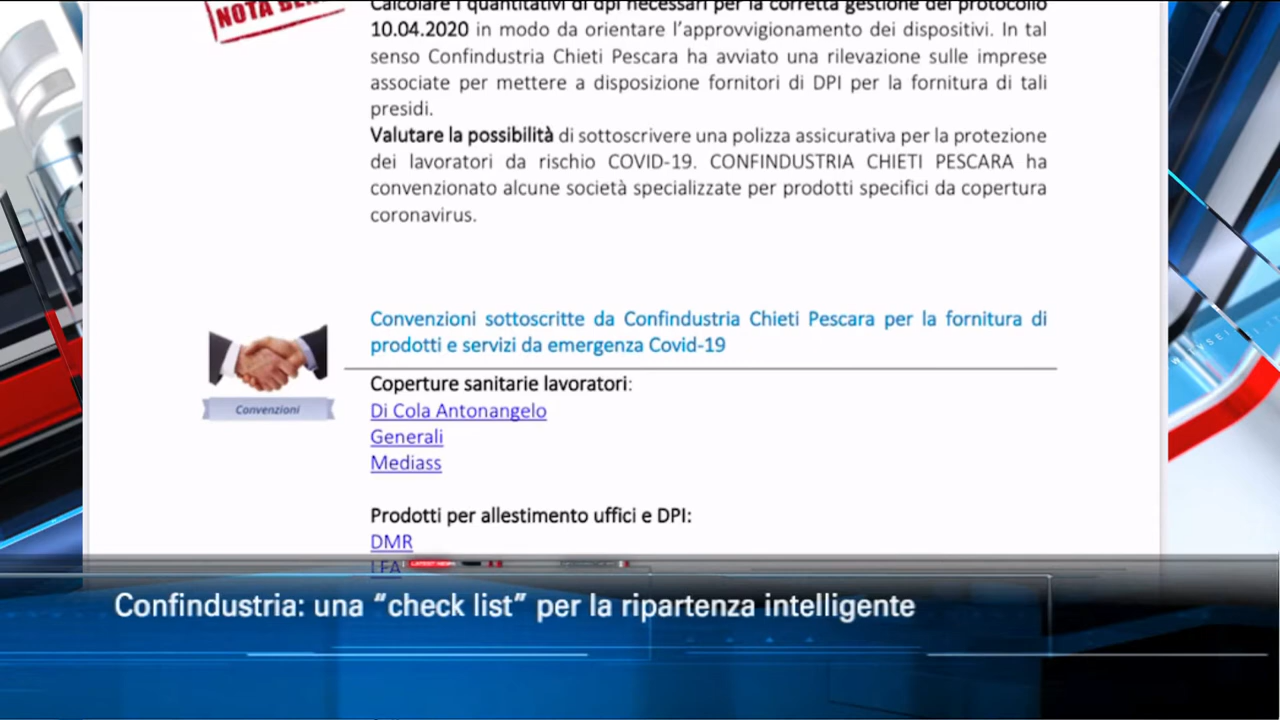 NOTA BENE
Calcolare i quantitativi di dpi necessari per la corretta gestione del protocollo
10.04.2020 in modo da orientare l’approvvigionamento dei dispositivi. In tal
senso Confindustria Chieti Pescara ha avviato una rilevazione sulle imprese
associate per mettere a disposizione fornitori di DPI per la fornitura di tali
presidi.
Valutare la possibilità di sottoscrivere una polizza assicurativa per la protezione
dei lavoratori da rischio COVID-19. CONFINDUSTRIA CHIETI PESCARA ha
convenzionato alcune società specializzate per prodotti specifici da copertura
coronavirus.
Convenzioni sottoscritte da Confindustria Chieti Pescara per la fornitura di
prodotti e servizi da emergenza Covid-19
Convenzioni
Coperture sanitarie lavoratori:
Di Cola Antonangelo
Generali
Mediass
Prodotti per allestimento uffici e DPI:
DMR
LFA
LATEST NEWS
Confindustria: una “check list” per la ripartenza intelligente